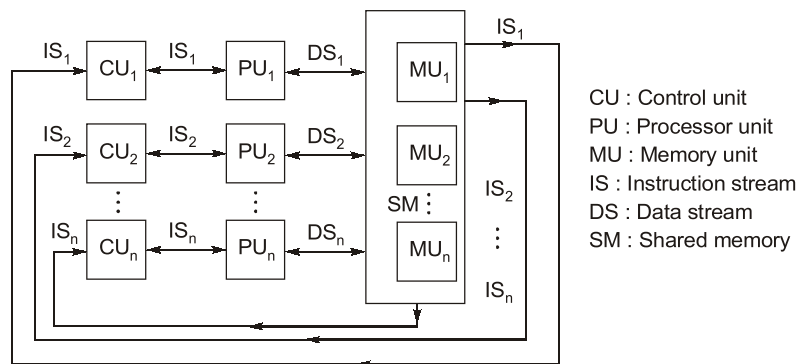 IS1
IS1 CU1 IS1 PU1 DS1 MU1
IS2 CU2 IS2 PU2 DS2 MU2
SM IS2
ISn CUn ISn PUn DSn MUn
ISn
CU : Control unit
PU : Processor unit
MU : Memory unit
IS : Instruction stream
DS : Data stream
SM : Shared memory